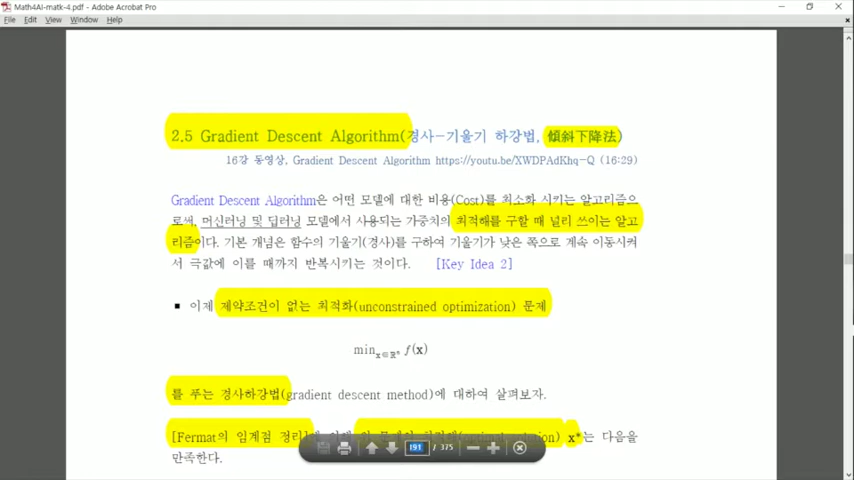 Math4AI-matk-4.pdf - Adobe Acrobat Pro
File Edit View Window Help
2.5 Gradient Descent Algorithm(경사-기울기 하강법, 傾斜下降法)
16강 동영상, Gradient Descent Algorithm https://youtu.be/XWDPAdKhq-Q (16:29)
Gradient Descent Algorithm은 어떤 모델에 대한 비용(Cost)를 최소화 시키는 알고리즘으
로써, 머신러닝 및 딥러닝 모델에서 사용되는 가중치의 최적해를 구할 때 널리 쓰이는 알고
리즘이다. 기본 개념은 함수의 기울기(경사)를 구하여 기울기가 낮은 쪽으로 계속 이동시켜
서 극값에 이를 때까지 반복시키는 것이다. [Key Idea 2]
■ 이제 제약조건이 없는 최적화(unconstrained optimization) 문제
min x∈ℝⁿ f(x)
를 푸는 경사하강법(gradient descent method)에 대하여 살펴보자.
[Fermat의 임계점 정리] x*는 다음을
만족한다.
191 / 375